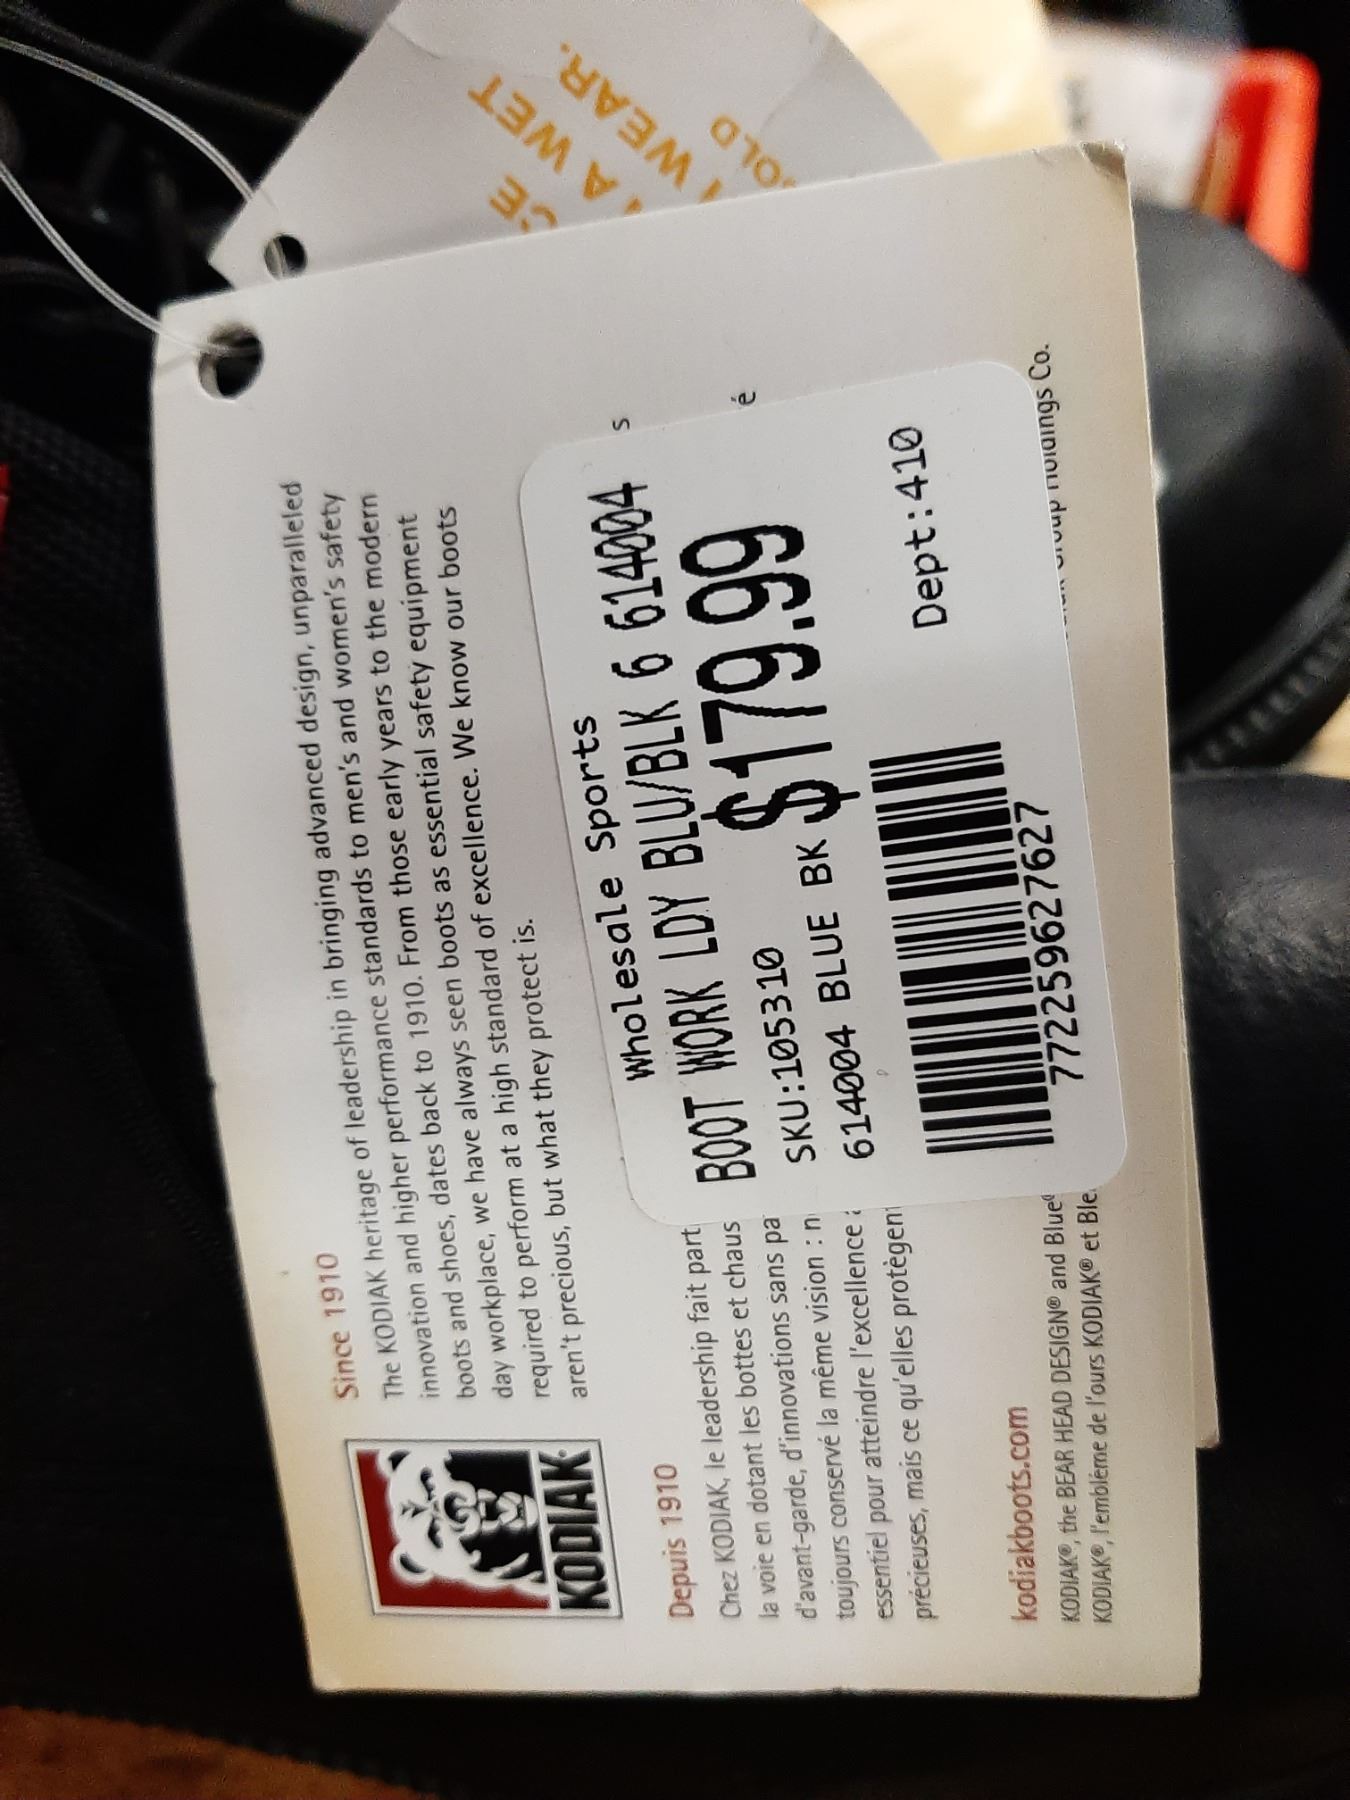 KODIAK
Since 1910
The KODIAK heritage of leadership in bringing advanced design, unparalleled
innovation and higher performance standards to men's and women's safety
boots and shoes, dates back to 1910. From those early years to the modern
day workplace, we have always seen boots as essential safety equipment
required to perform at a high standard of excellence. We know our boots
aren't precious, but what they protect is.
Depuis 1910
Chez KODIAK, le leadership fait part
la voie en dotant les bottes et chaus
d'avant-garde, d'innovations sans pa
toujours conservé la même vision : n
essentiel pour atteindre l'excellence
précieuses, mais ce qu'elles protègen
s
é
Wholesale Sports
BOOT WORK LDY BLU/BLK 6 614004
SKU:105310 $179.99
614004 BLUE BK
Dept:410
772259627627
kodiakboots.com
KODIAK®, the BEAR HEAD DESIGN® and Blue
Group Holdings Co.
KODIAK®, l'emblème de l'ours KODIAK® et Ble
CE
A WET
WEAR.
OLD